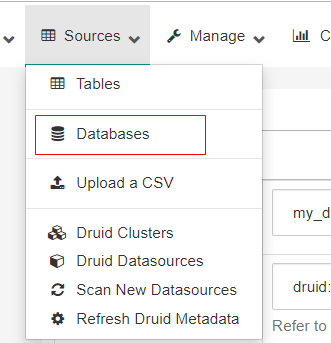 Sources
Manage
C
Tables
Databases
Upload a CSV
my_d
Druid Clusters
Druid Datasources
druid:
Scan New Datasources
Refresh Druid Metadata
Refer to